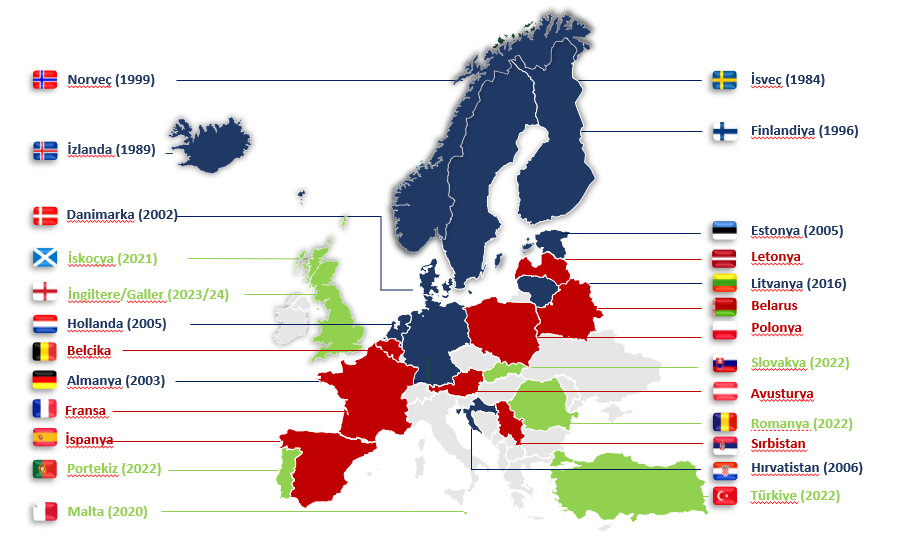 Norveç (1999)
İzlanda (1989)
Danimarka (2002)
İskoçya (2021)
İngiltere/Galler (2023/24)
Hollanda (2005)
Belçika
Almanya (2003)
Fransa
İspanya
Portekiz (2022)
Malta (2020)
İsveç (1984)
Finlandiya (1996)
Estonya (2005)
Letonya
Litvanya (2016)
Belarus
Polonya
Slovakya (2022)
Avusturya
Romanya (2022)
Sırbistan
Hırvatistan (2006)
Türkiye (2022)